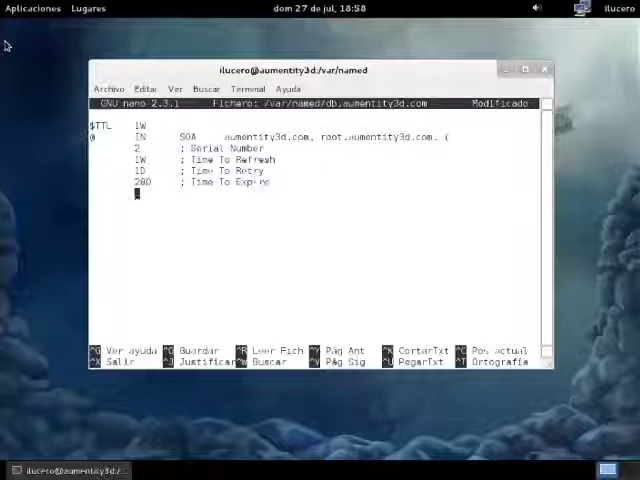 Aplicaciones Lugares dom 27 de jul, 18:58 ilucero
ilucero@aumentity3d:/var/named
Archivo Editar Ver Buscar Terminal Ayuda
GNU nano 2.3.1 Fichero: /var/named/db.aumentity3d.com Modificado
$TTL 1W
@ IN SOA aumentity3d.com. root.aumentity3d.com. (
2 ; Serial Number
1W ; Time To Refresh
1D ; Time To Retry
28D ; Time To Expire
^G Ver ayuda ^O Guardar ^R Leer Fich ^Y Pág Ant ^K CortarTxt ^C Pos actual
^X Salir ^J Justificar ^W Buscar ^V Pág Sig ^U PegarTxt ^T Ortografía
ilucero@aumentity3d:/...